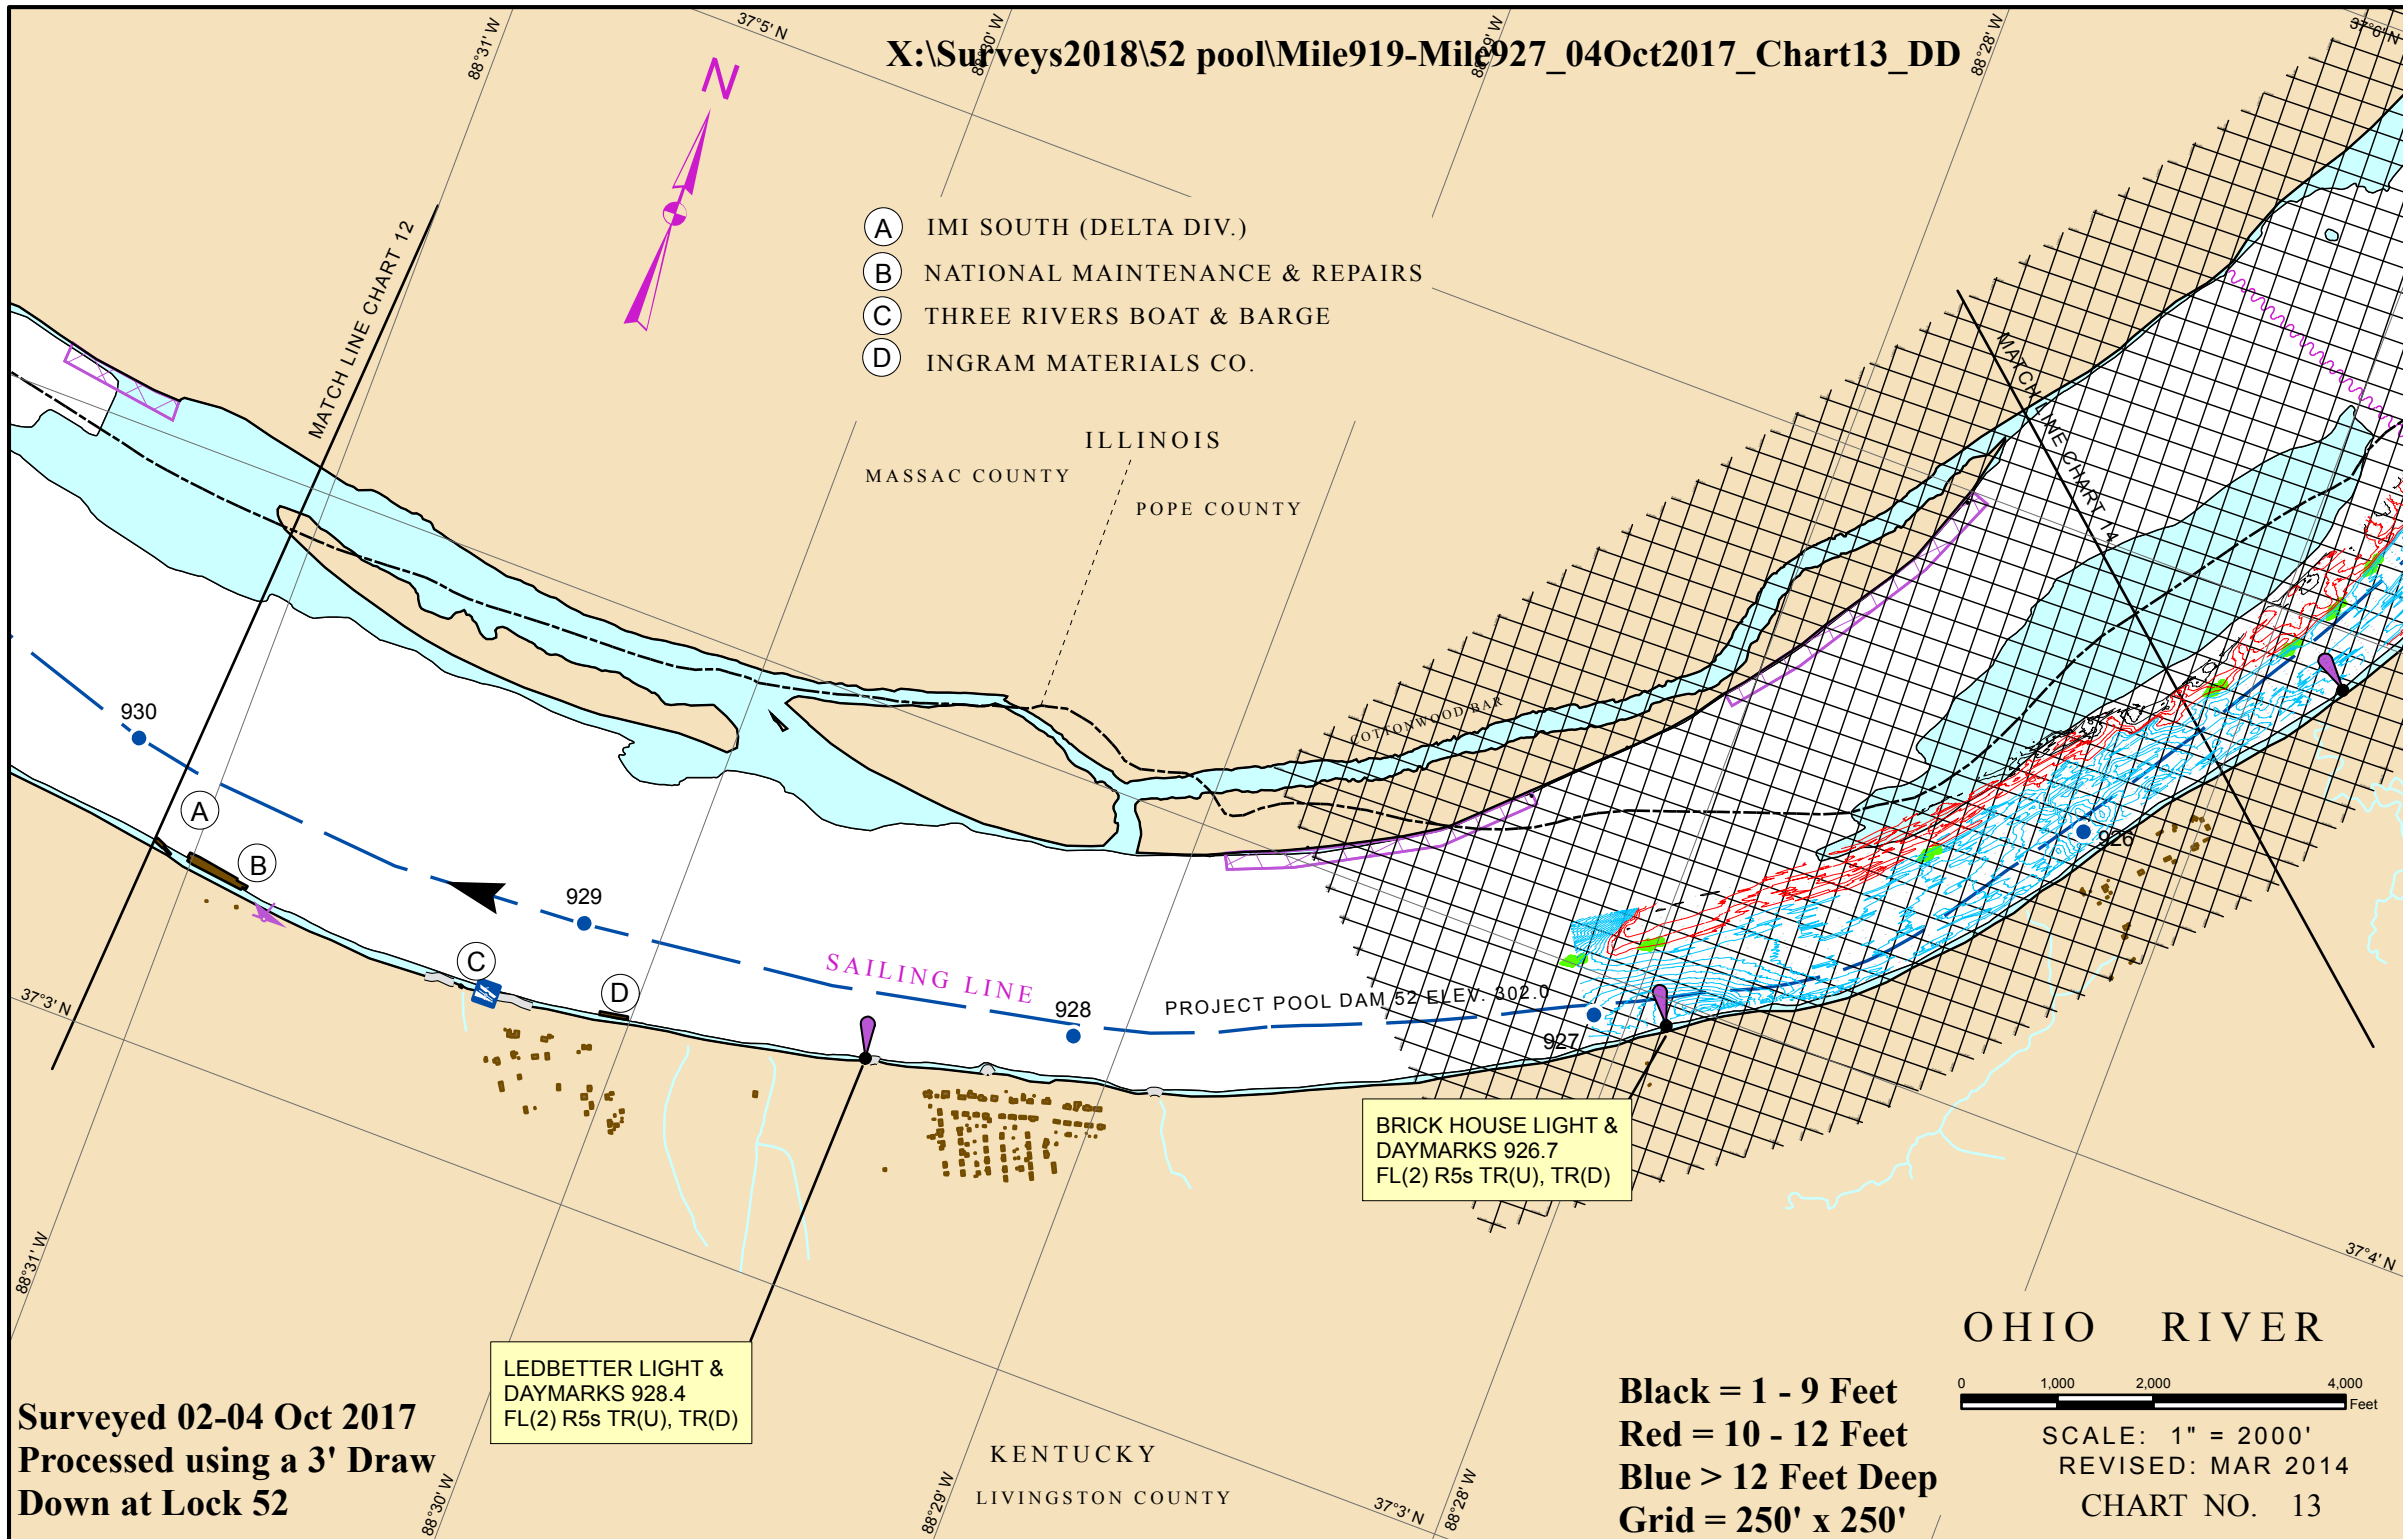 88°31' W
37°5' N
88°30' W
88°29' W
88°28' W
37°6' N
X:\Surveys2018\52 pool\Mile919-Mile927_04Oct2017_Chart13_DD
N
MATCH LINE CHART 12
A IMI SOUTH (DELTA DIV.)
B NATIONAL MAINTENANCE & REPAIRS
C THREE RIVERS BOAT & BARGE
D INGRAM MATERIALS CO.
ILLINOIS
MASSAC COUNTY
POPE COUNTY
MATCH LINE CHART 14
COTTONWOOD BAR
930
A
B
929
C
D
SAILING LINE
928
PROJECT POOL DAM 52 ELEV. 302.0
927
926
37°3' N
BRICK HOUSE LIGHT &
DAYMARKS 926.7
FL(2) R5s TR(U), TR(D)
LEDBETTER LIGHT &
DAYMARKS 928.4
FL(2) R5s TR(U), TR(D)
88°31' W
37°4' N
Surveyed 02-04 Oct 2017
Processed using a 3' Draw
Down at Lock 52
88°30' W
88°29' W
KENTUCKY
LIVINGSTON COUNTY
37°3' N
88°28' W
Black = 1 - 9 Feet
Red = 10 - 12 Feet
Blue > 12 Feet Deep
Grid = 250' x 250'
OHIO RIVER
0 1,000 2,000 4,000
Feet
SCALE: 1" = 2000'
REVISED: MAR 2014
CHART NO. 13